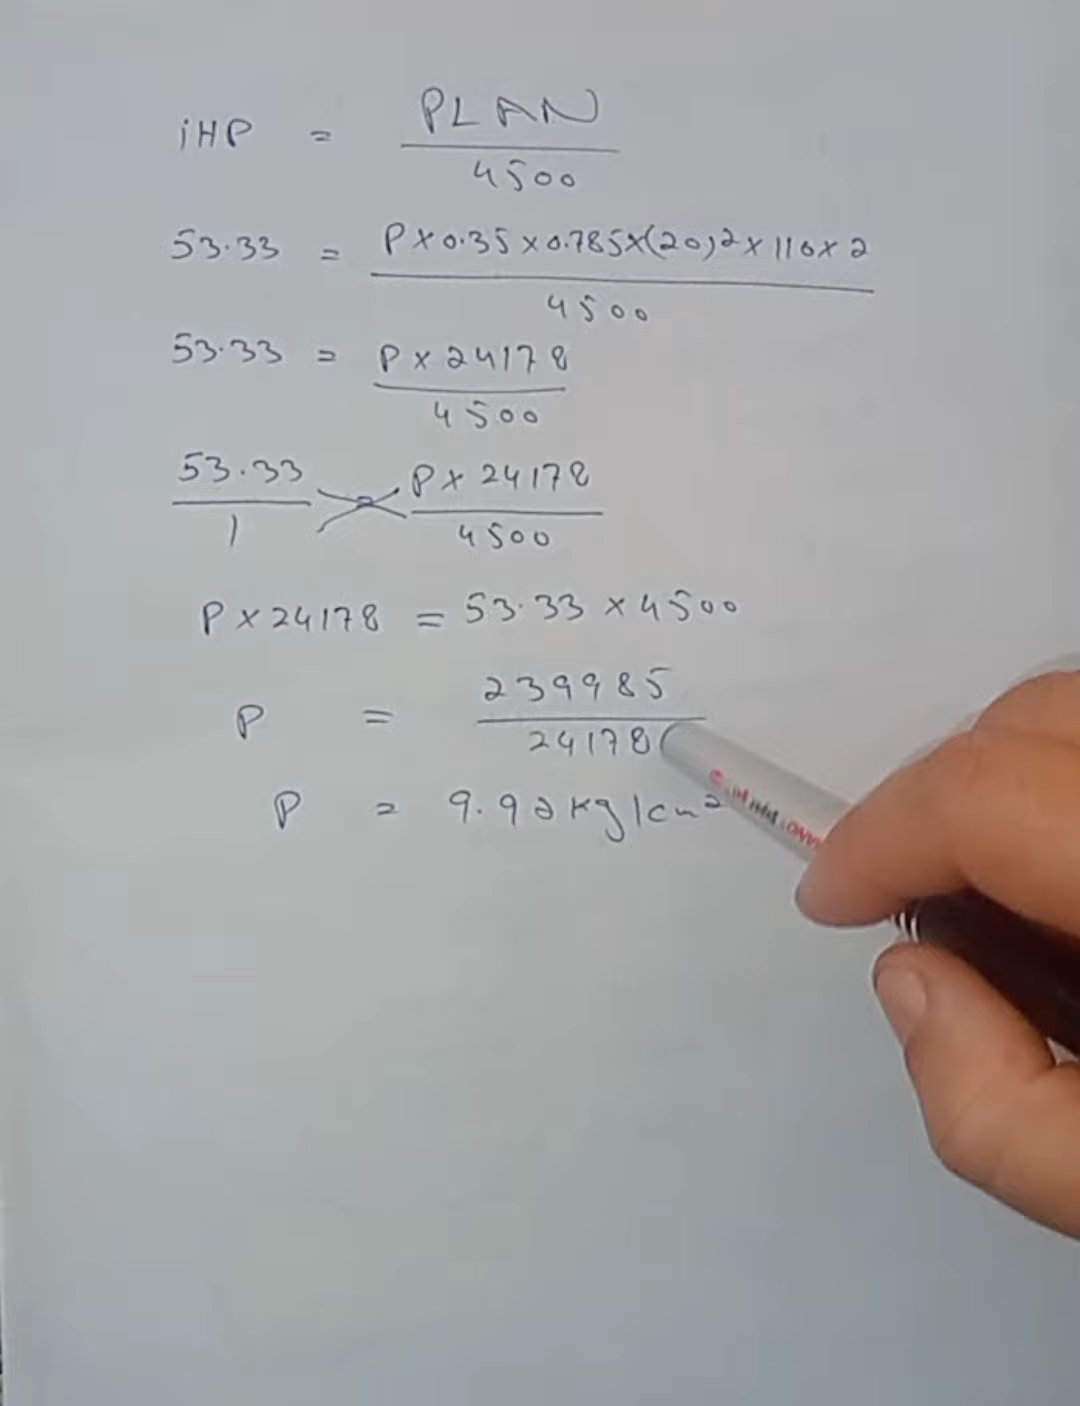 iHP = PLAN / 4500
53.33 = P x 0.35 x 0.785 x (20)² x 110 x 2 / 4500
53.33 = P x 24178 / 4500
53.33 / 1 = P x 24178 / 4500
P x 24178 = 53.33 x 4500
P = 239985 / 24178
P = 9.92 kg/cm²